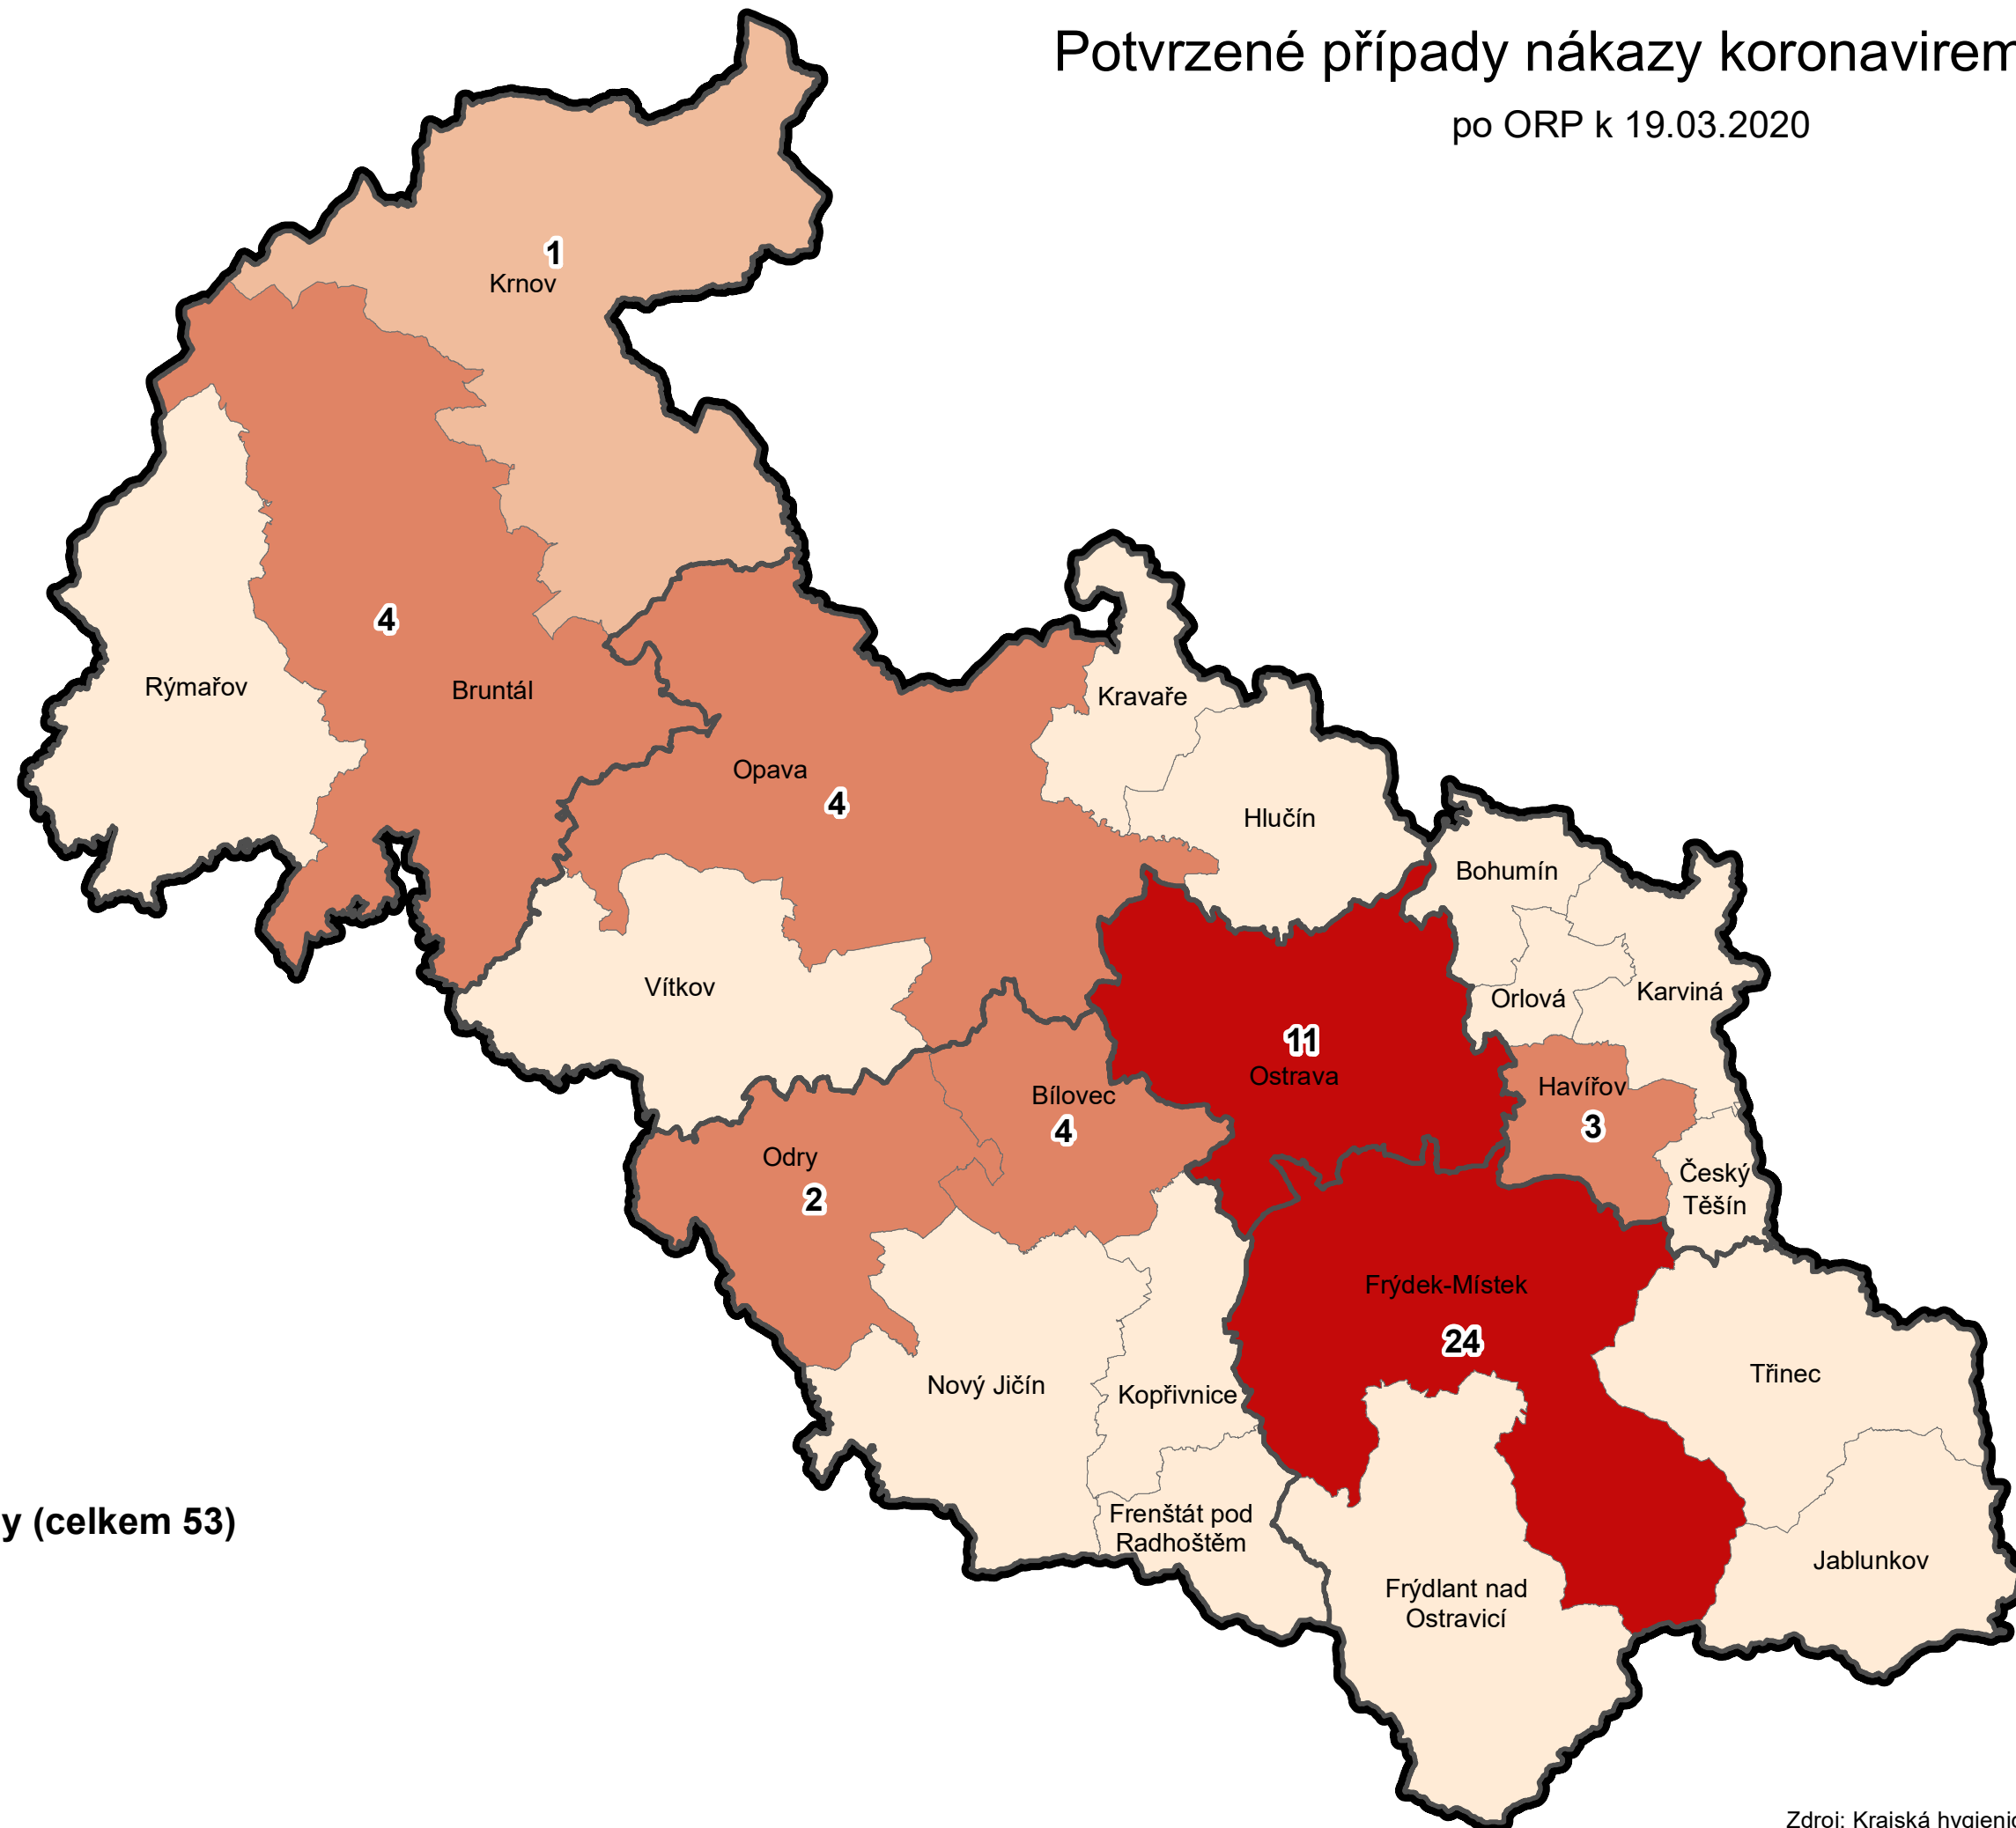 Potvrzené případy nákazy koronavirem
po ORP k 19.03.2020
1
Krnov
4
Rýmařov
Bruntál
Kravaře
Opava
4
Hlučín
Bohumín
Vítkov
Orlová
Karviná
11
Ostrava
Havířov
3
Bílovec
4
Odry
2
Český
Těšín
Frýdek-Místek
24
Třinec
Nový Jičín
Kopřivnice
Frenštát pod
Radhoštěm
y (celkem 53)
Jablunkov
Frýdlant nad
Ostravicí
Zdroj: Krajská hygienic